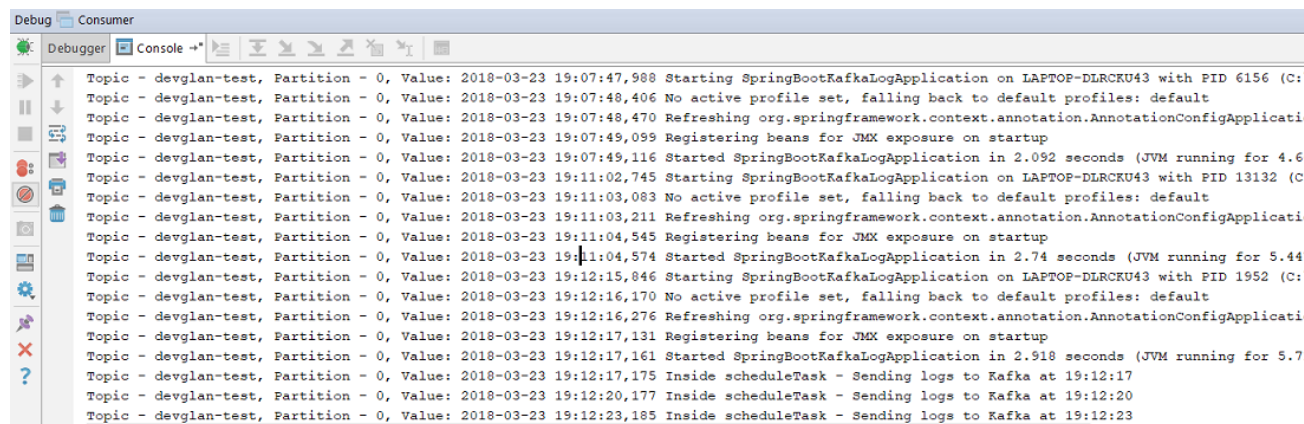 Debug Consumer
Debugger Console
Topic - devglan-test, Partition - 0, Value: 2018-03-23 19:07:47,988 Starting SpringBootKafkaLogApplication on LAPTOP-DLRCKU43 with PID 6156 (C:
Topic - devglan-test, Partition - 0, Value: 2018-03-23 19:07:48,406 No active profile set, falling back to default profiles: default
Topic - devglan-test, Partition - 0, Value: 2018-03-23 19:07:48,470 Refreshing org.springframework.context.annotation.AnnotationConfigApplicati
Topic - devglan-test, Partition - 0, Value: 2018-03-23 19:07:49,099 Registering beans for JMX exposure on startup
Topic - devglan-test, Partition - 0, Value: 2018-03-23 19:07:49,116 Started SpringBootKafkaLogApplication in 2.092 seconds (JVM running for 4.6
Topic - devglan-test, Partition - 0, Value: 2018-03-23 19:11:02,745 Starting SpringBootKafkaLogApplication on LAPTOP-DLRCKU43 with PID 13132 (C
Topic - devglan-test, Partition - 0, Value: 2018-03-23 19:11:03,083 No active profile set, falling back to default profiles: default
Topic - devglan-test, Partition - 0, Value: 2018-03-23 19:11:03,211 Refreshing org.springframework.context.annotation.AnnotationConfigApplicati
Topic - devglan-test, Partition - 0, Value: 2018-03-23 19:11:04,545 Registering beans for JMX exposure on startup
Topic - devglan-test, Partition - 0, Value: 2018-03-23 19:11:04,574 Started SpringBootKafkaLogApplication in 2.74 seconds (JVM running for 5.44
Topic - devglan-test, Partition - 0, Value: 2018-03-23 19:12:15,846 Starting SpringBootKafkaLogApplication on LAPTOP-DLRCKU43 with PID 1952 (C:
Topic - devglan-test, Partition - 0, Value: 2018-03-23 19:12:16,170 No active profile set, falling back to default profiles: default
Topic - devglan-test, Partition - 0, Value: 2018-03-23 19:12:16,276 Refreshing org.springframework.context.annotation.AnnotationConfigApplicati
Topic - devglan-test, Partition - 0, Value: 2018-03-23 19:12:17,131 Registering beans for JMX exposure on startup
Topic - devglan-test, Partition - 0, Value: 2018-03-23 19:12:17,161 Started SpringBootKafkaLogApplication in 2.918 seconds (JVM running for 5.7
Topic - devglan-test, Partition - 0, Value: 2018-03-23 19:12:17,175 Inside scheduleTask - Sending logs to Kafka at 19:12:17
Topic - devglan-test, Partition - 0, Value: 2018-03-23 19:12:20,177 Inside scheduleTask - Sending logs to Kafka at 19:12:20
Topic - devglan-test, Partition - 0, Value: 2018-03-23 19:12:23,185 Inside scheduleTask - Sending logs to Kafka at 19:12:23